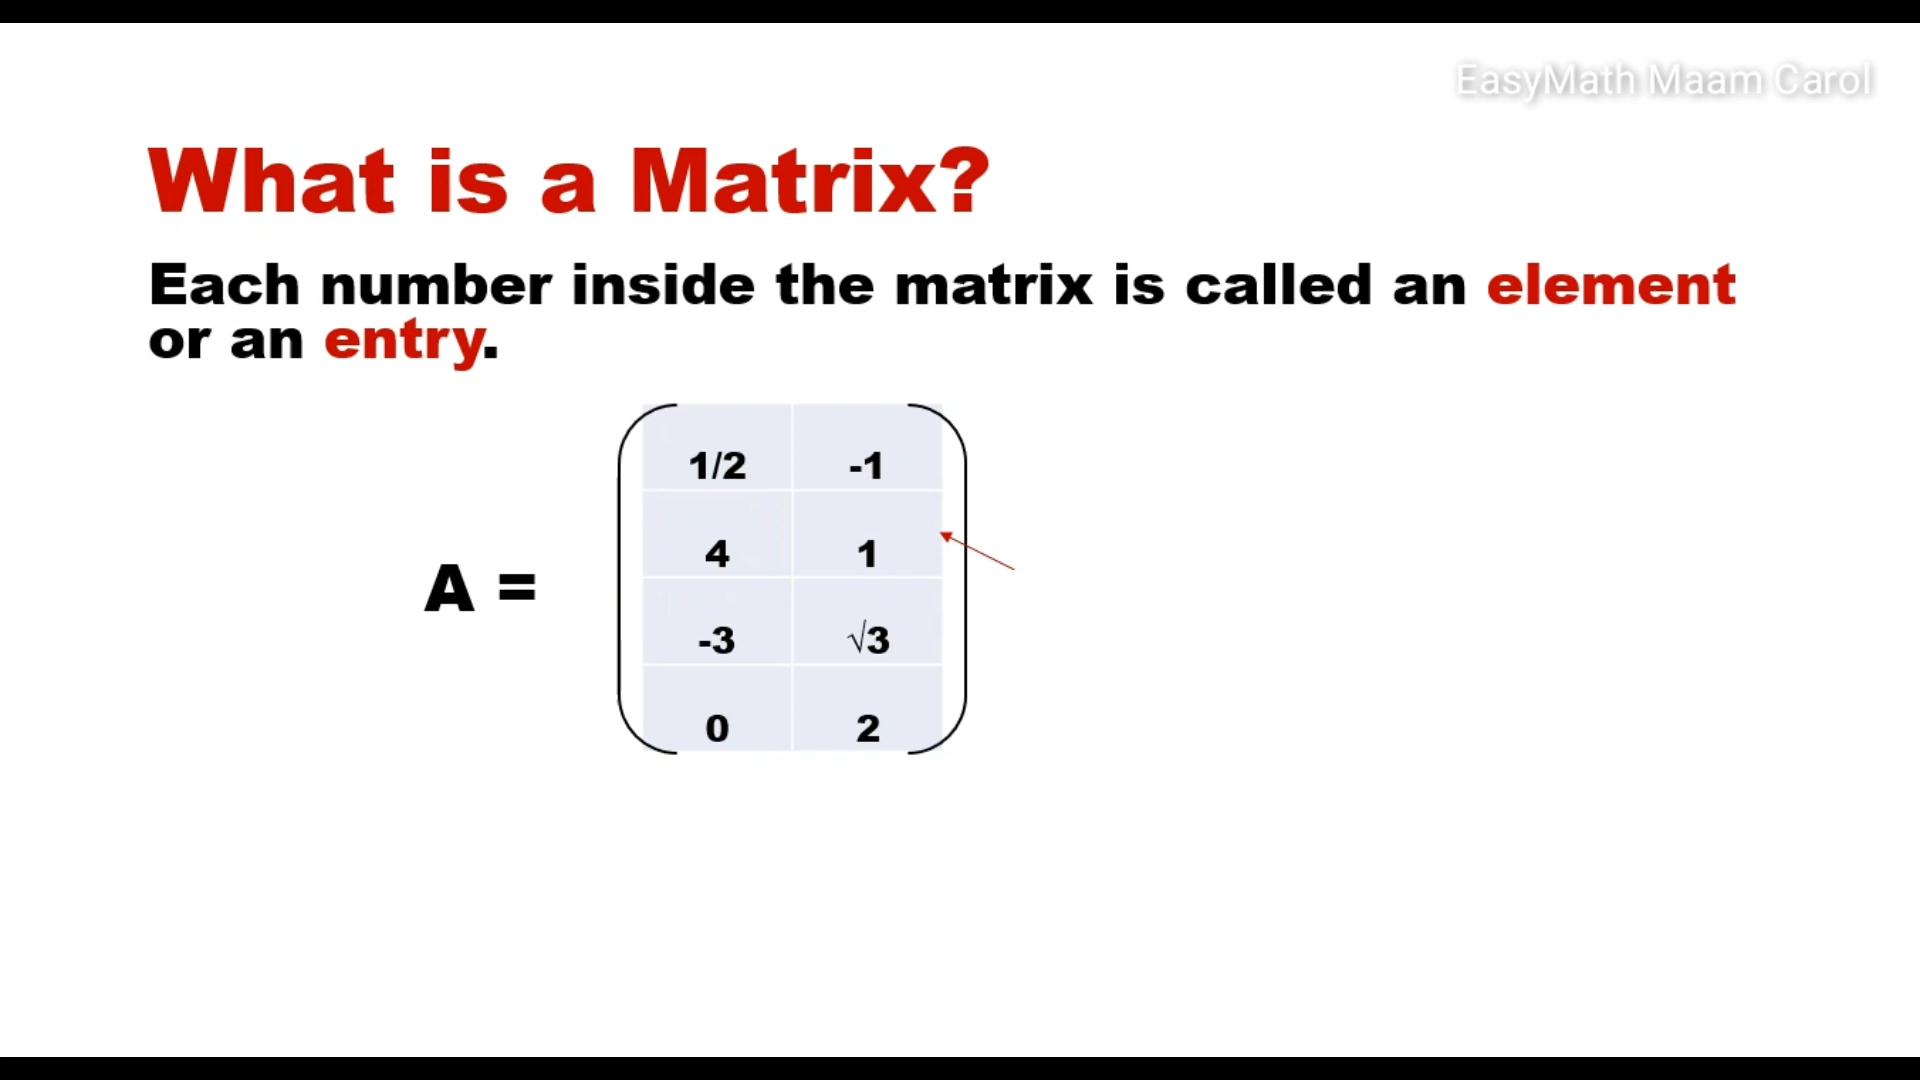 EasyMath Maam Carol
What is a Matrix?
Each number inside the matrix is called an element
or an entry.
1/2 -1
4 1
A =
-3 √3
0 2